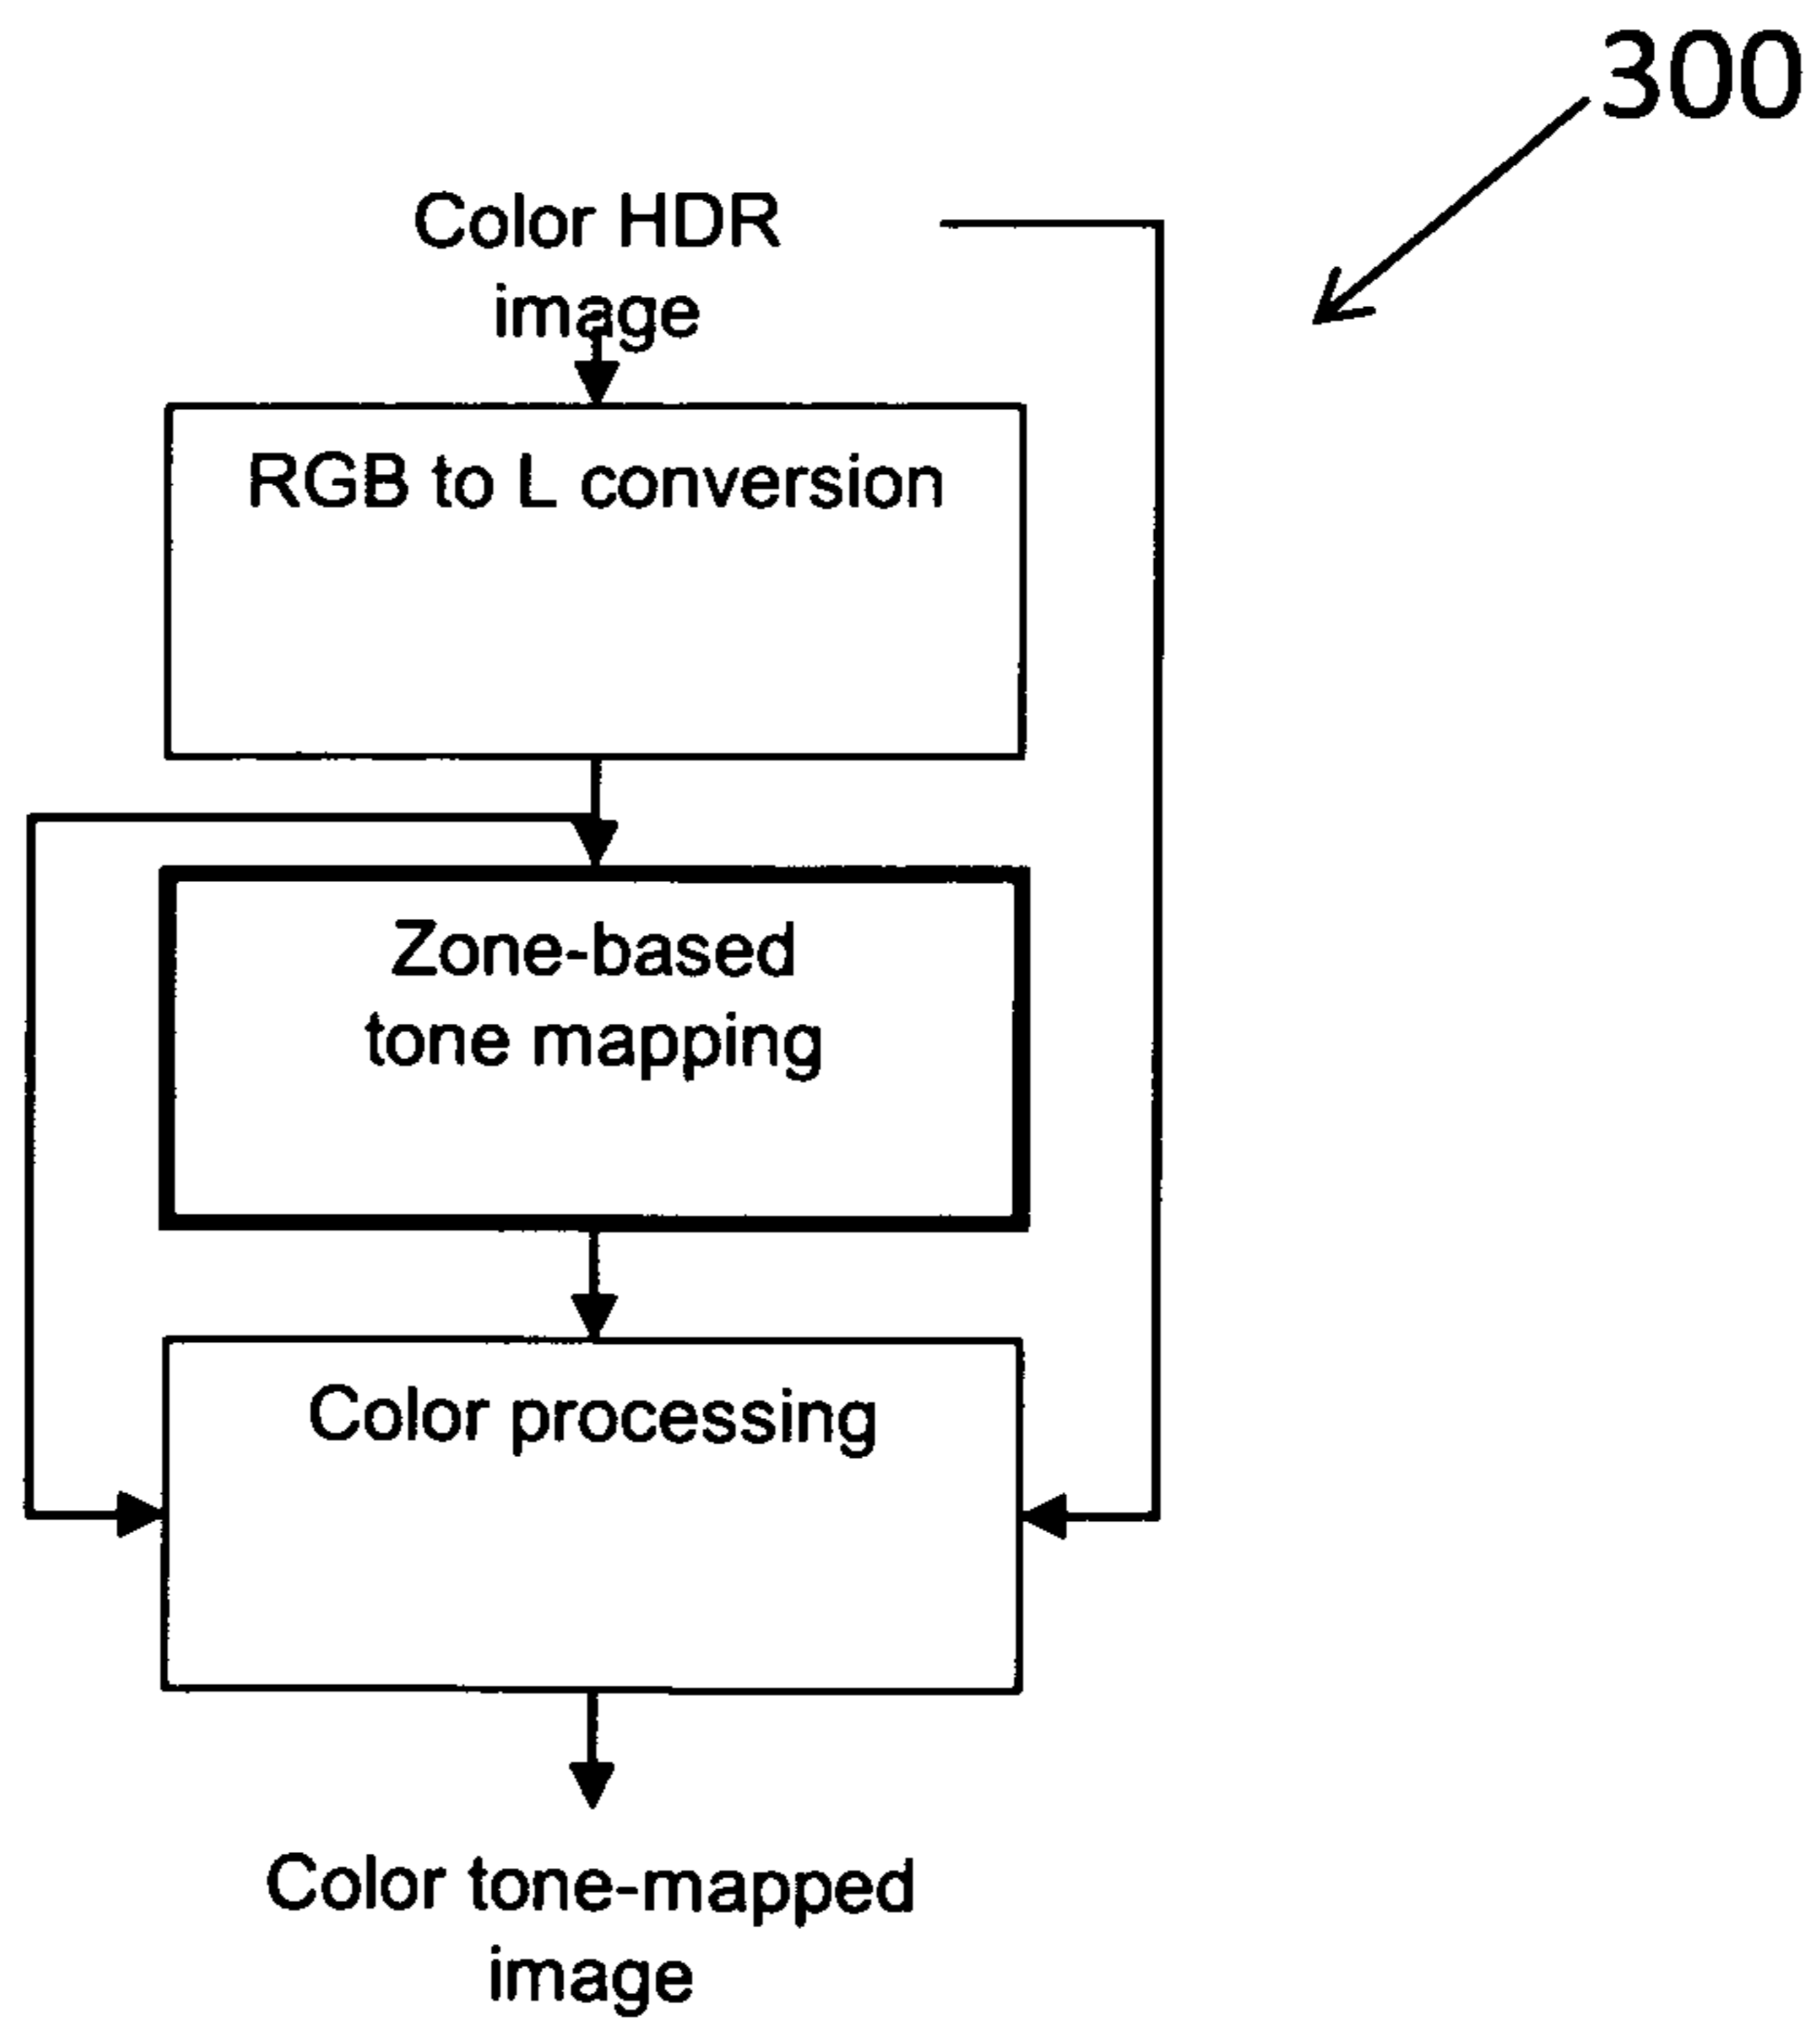 300
Color HDR
image
RGB to L conversion
Zone-based
tone mapping
Color processing
Color tone-mapped
image